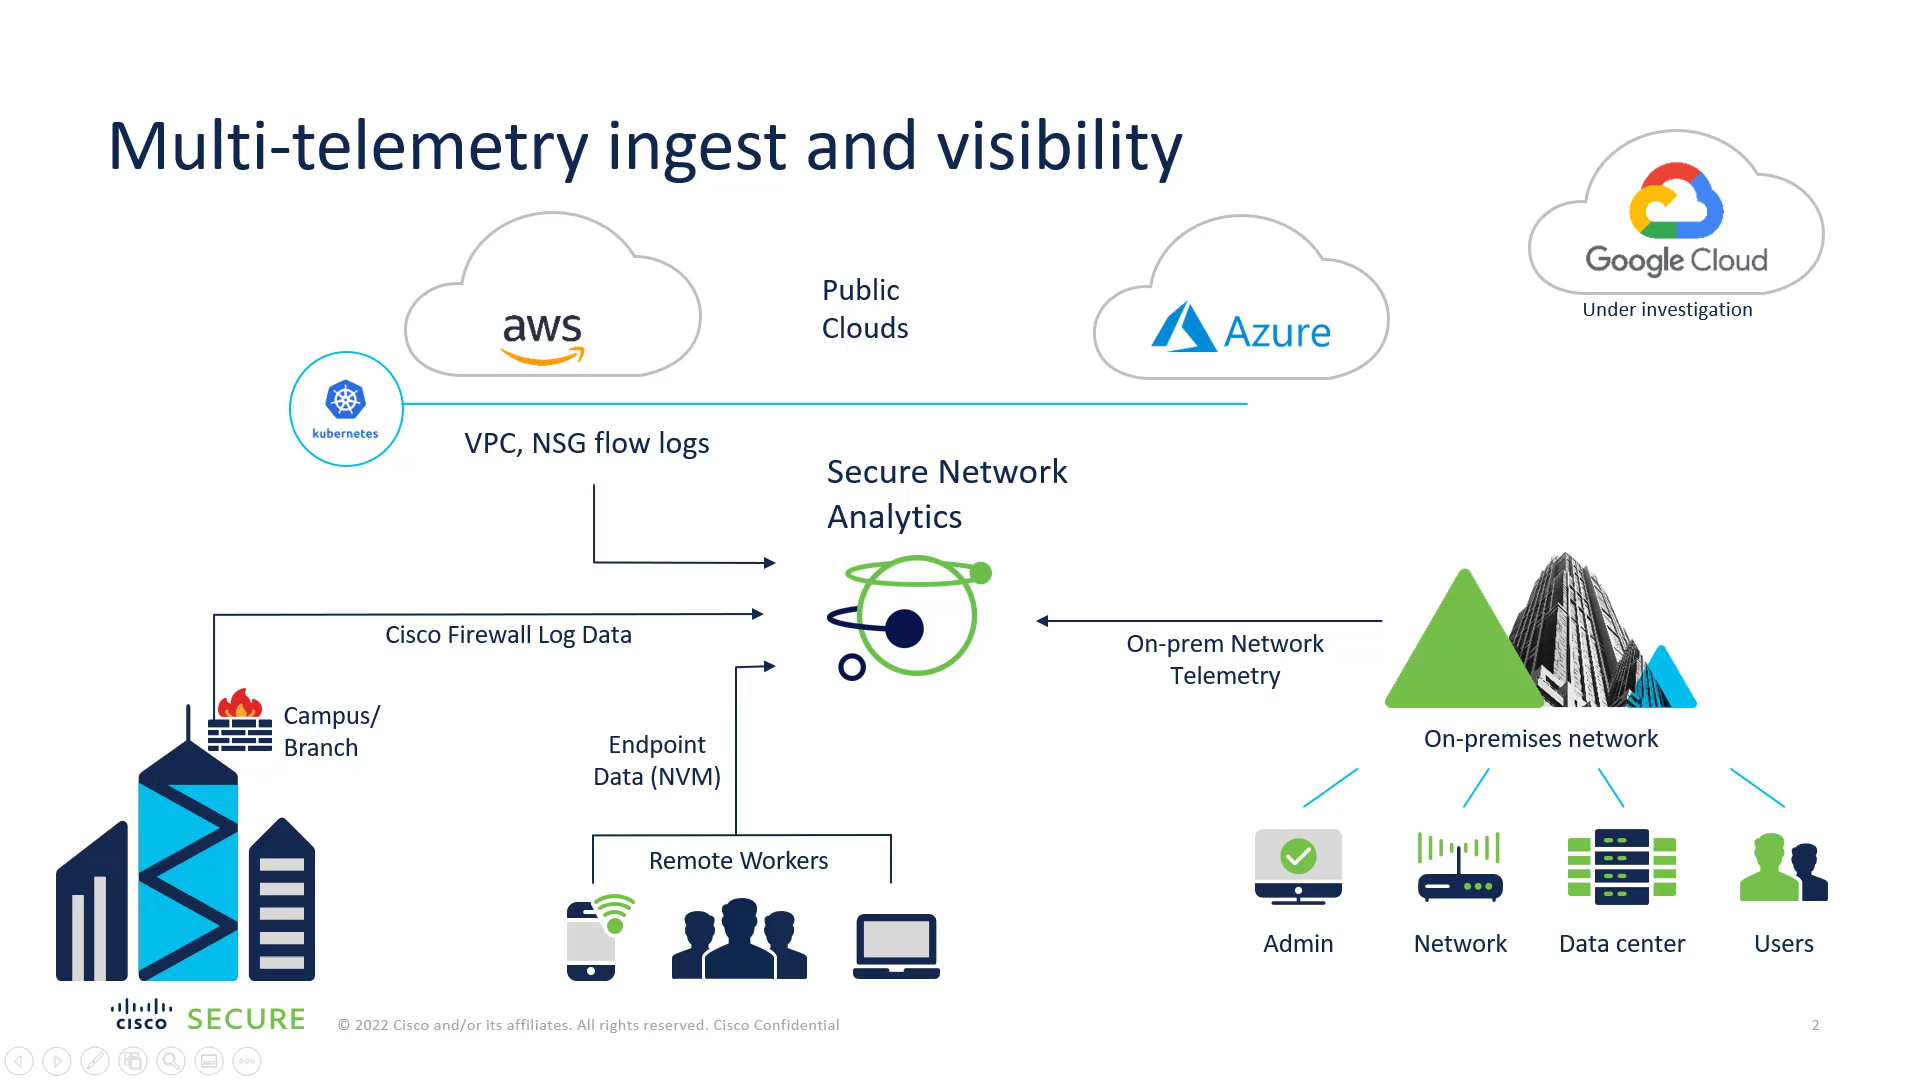 Multi-telemetry ingest and visibility
Google Cloud
Under investigation
aws
Public
Clouds
Azure
kubernetes
VPC, NSG flow logs
Secure Network
Analytics
Cisco Firewall Log Data
On-prem Network
Telemetry
Campus/
Branch
Endpoint
Data (NVM)
On-premises network
Remote Workers
Admin
Network
Data center
Users
CISCO SECURE
© 2022 Cisco and/or its affiliates. All rights reserved. Cisco Confidential
2